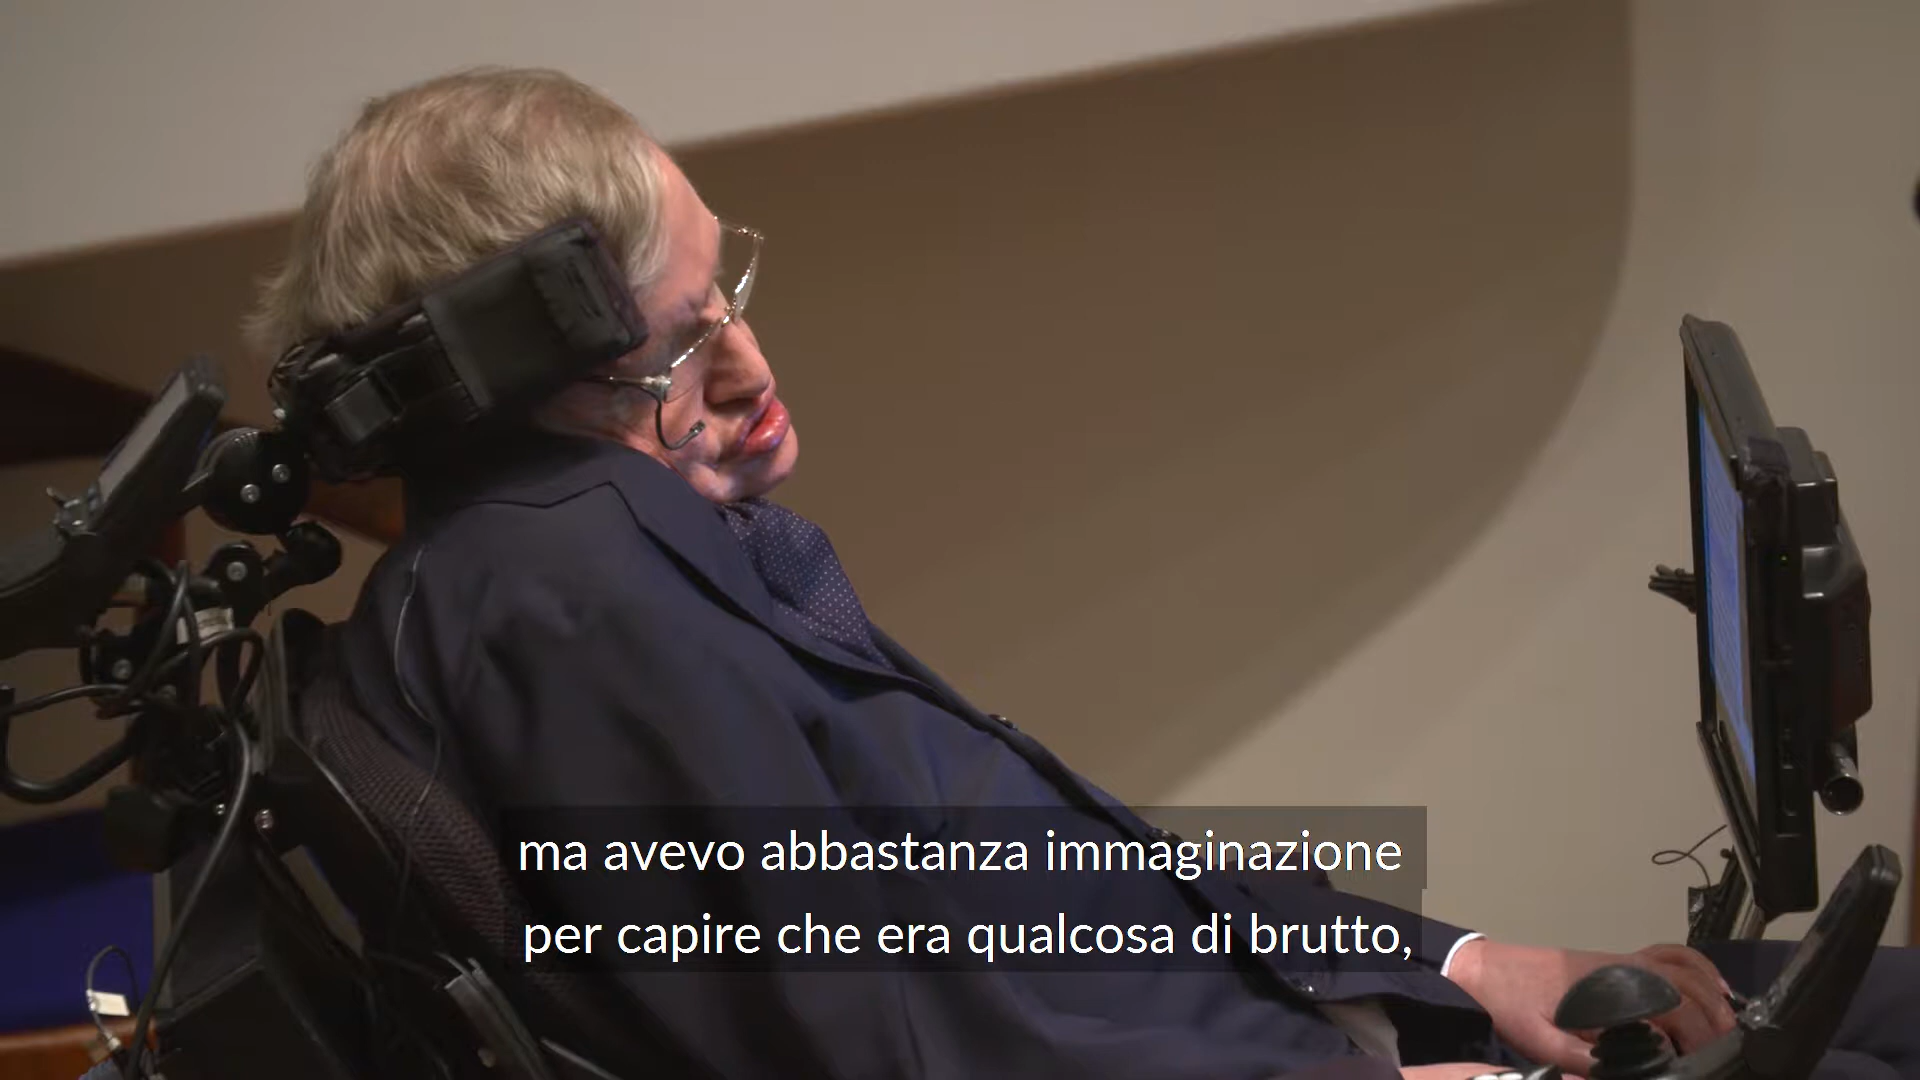 ma avevo abbastanza immaginazione
per capire che era qualcosa di brutto,